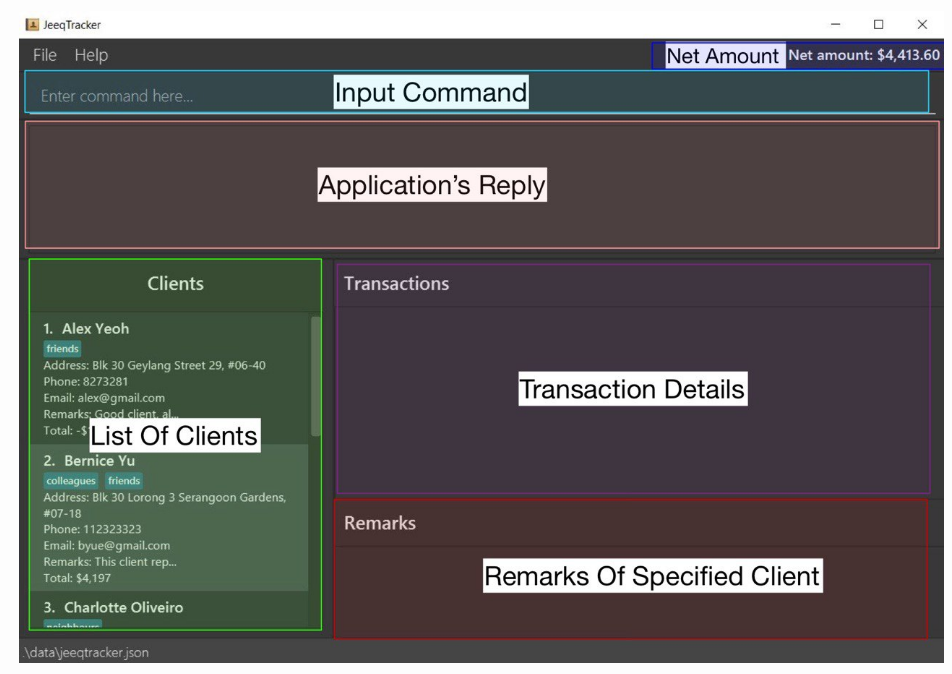 JeeqTracker
File Help
Net Amount Net amount: $4,413.60
Enter command here...
Input Command
Application's Reply
Clients
1. Alex Yeoh
friends
Address: Blk 30 Geylang Street 29, #06-40
Phone: 8273281
Email: alex@gmail.com
Remarks: Good client, al...
Total: -$
List Of Clients
2. Bernice Yu
colleagues friends
Address: Blk 30 Lorong 3 Serangoon Gardens,
#07-18
Phone: 112323323
Email: byue@gmail.com
Remarks: This client rep...
Total: $4,197
3. Charlotte Oliveiro
neighbours
Transactions
Transaction Details
Remarks
Remarks Of Specified Client
.\data\jeeqtracker.json